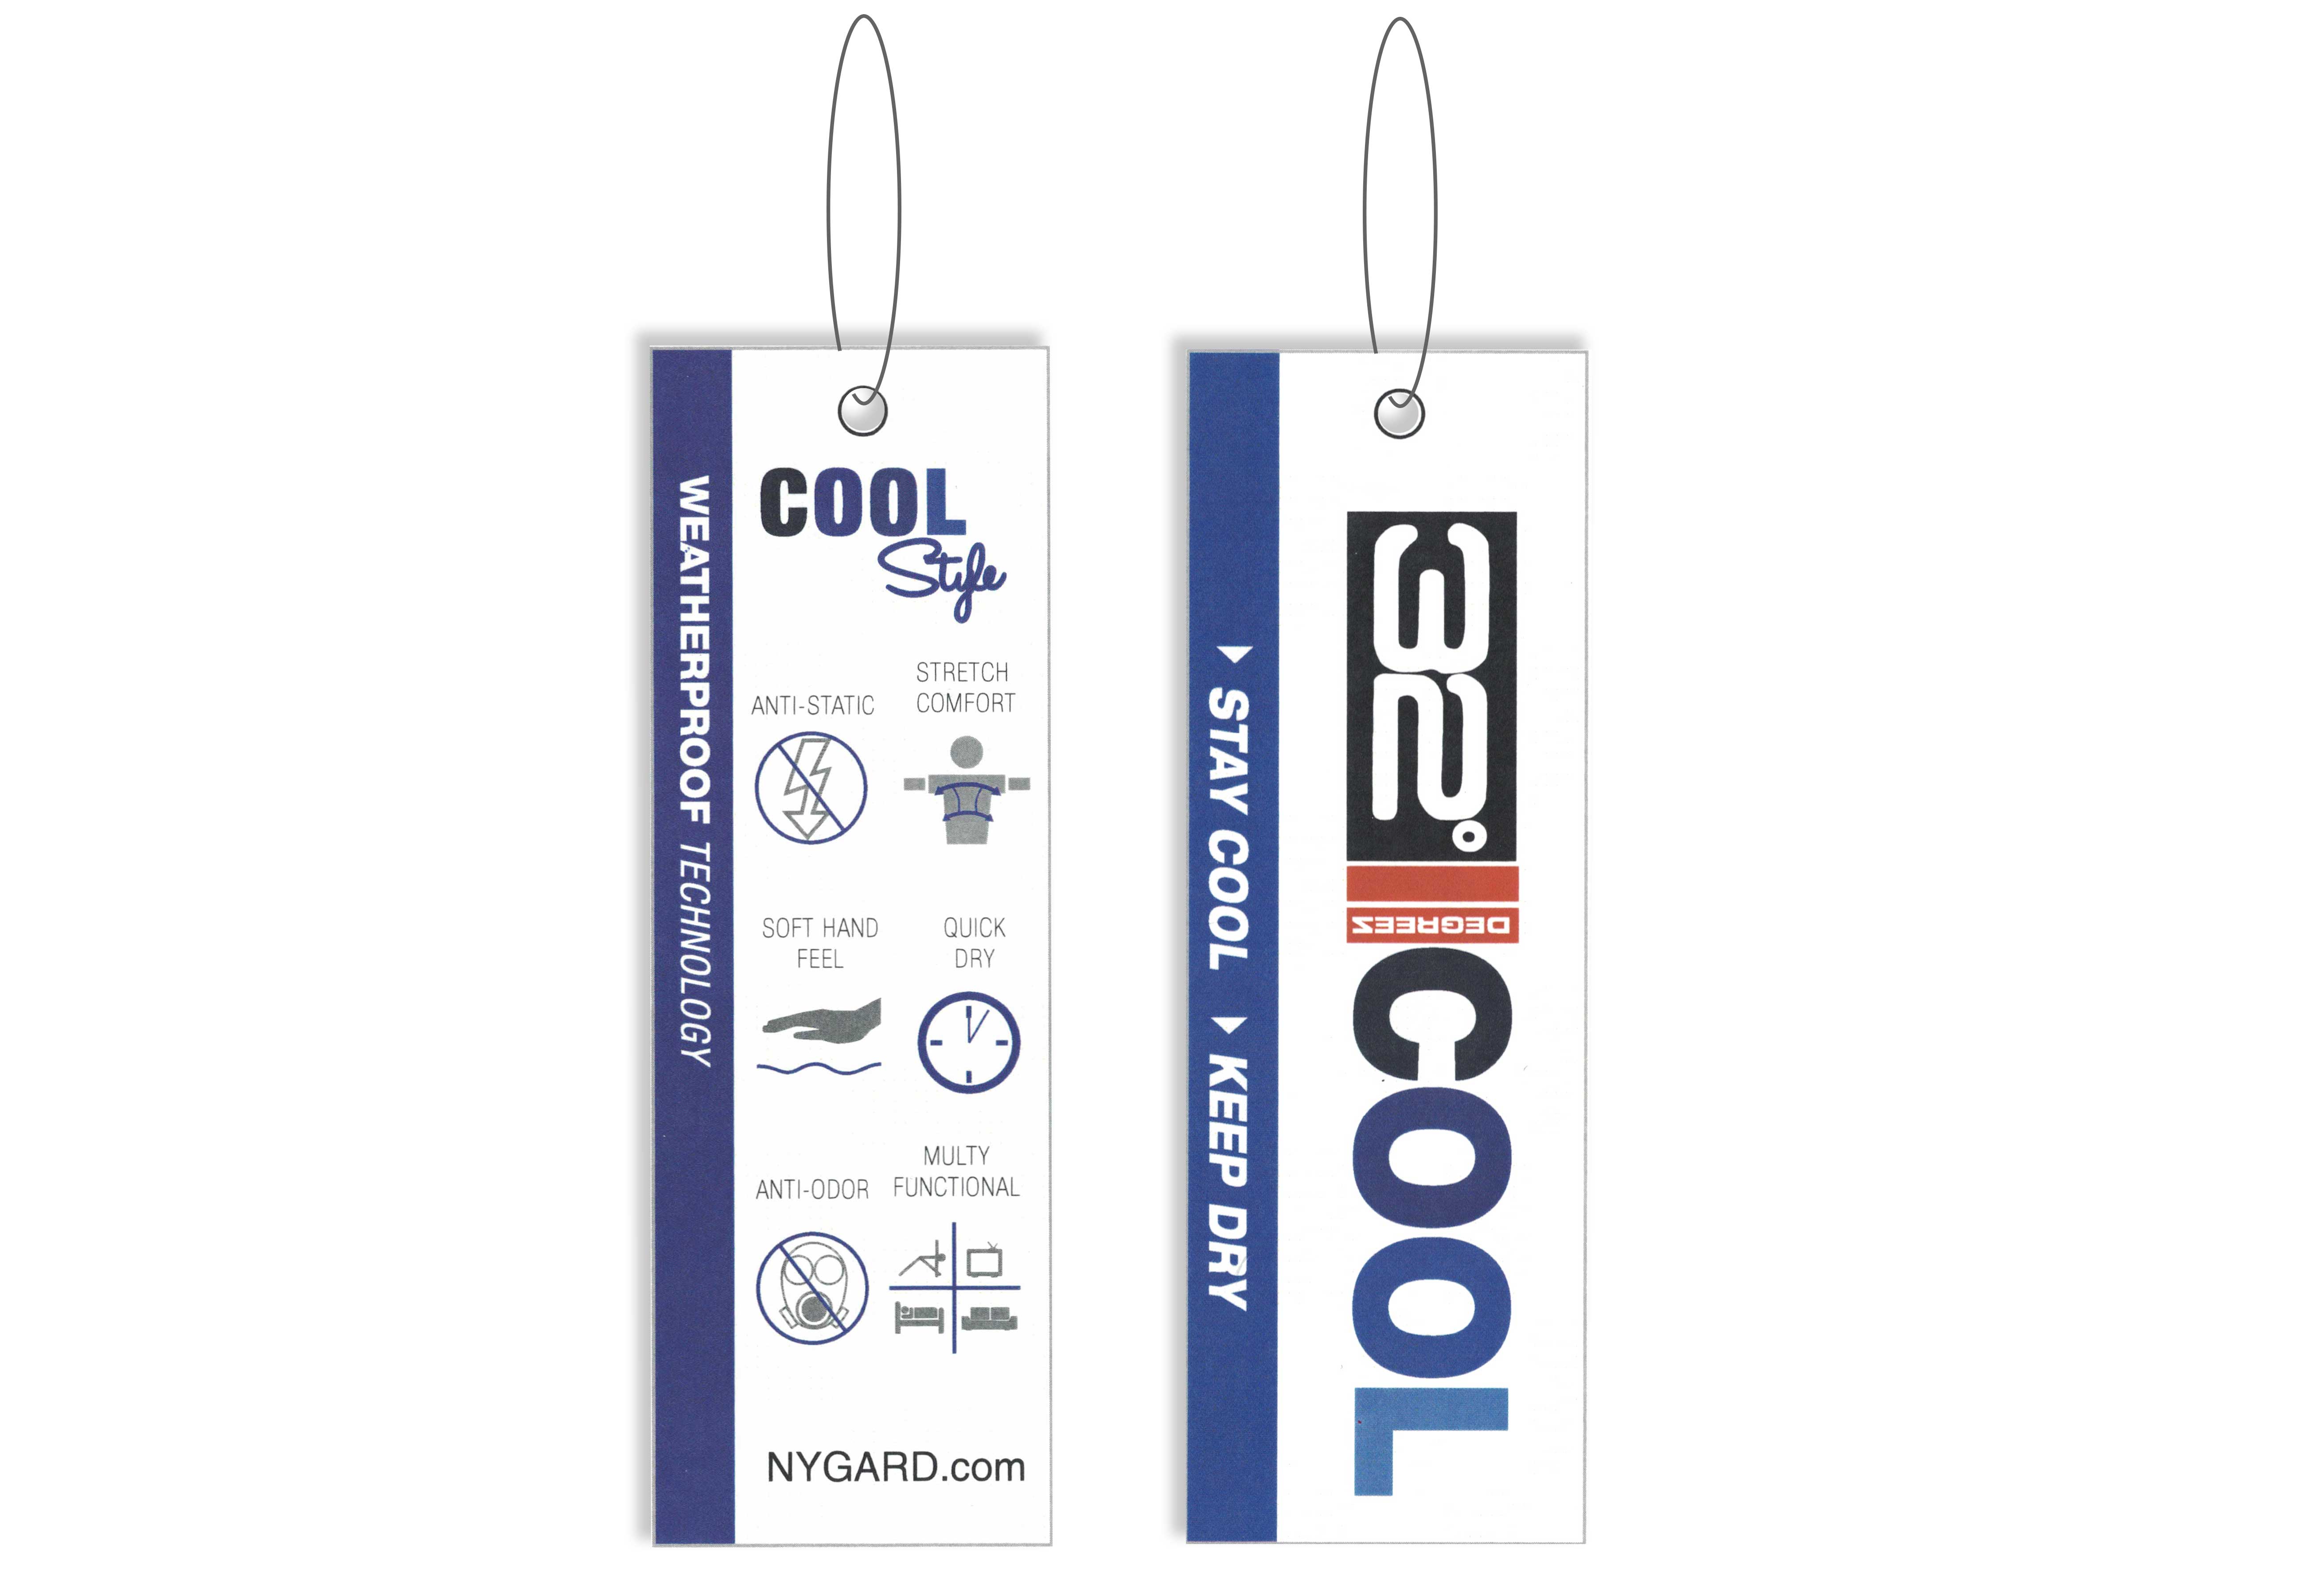 WEATHERPROOF TECHNOLOGY
COOL
Style
ANTI-STATIC
STRETCH
COMFORT
SOFT HAND
FEEL
QUICK
DRY
ANTI-ODOR
MULTY
FUNCTIONAL
NYGARD.com
STAY COOL KEEP DRY
32°
DEGREES
COOL